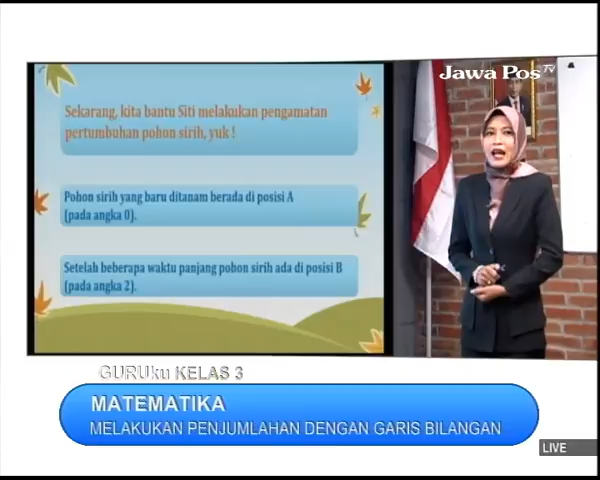 Jawa Pos TV
Sekarang, kita bantu Siti melakukan pengamatan
pertumbuhan pohon sirih, yuk !
Pohon sirih yang baru ditanam berada di posisi A
(pada angka 0).
Setelah beberapa waktu panjang pohon sirih ada di posisi B
(pada angka 2).
GURUku KELAS 3
MATEMATIKA
MELAKUKAN PENJUMLAHAN DENGAN GARIS BILANGAN
LIVE